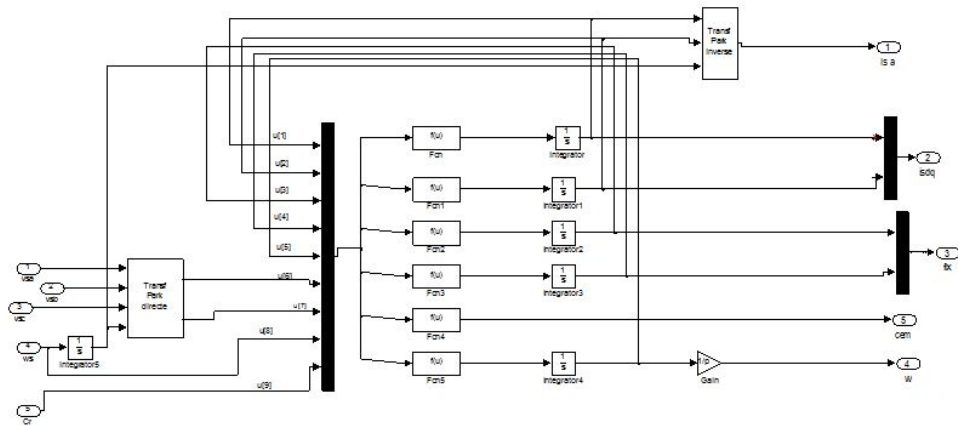 Transf
Park
Inverse
1
is a
u[1]
f(u)
Fcn
1
s
Integrator
2
isdq
u[2]
f(u)
Fcn1
1
s
Integrator1
u[3]
f(u)
Fcn2
1
s
Integrator2
u[4]
3
fix
u[5]
f(u)
Fcn3
1
s
Integrator3
1
vsa
2
vsb
3
vsc
Transf
Park
directe
u[6]
u[7]
f(u)
Fcn4
5
cem
4
ws
1
s
Integrator5
u[8]
f(u)
Fcn5
1
s
Integrator4
1/p
Gain
4
W
u[9]
5
Cr